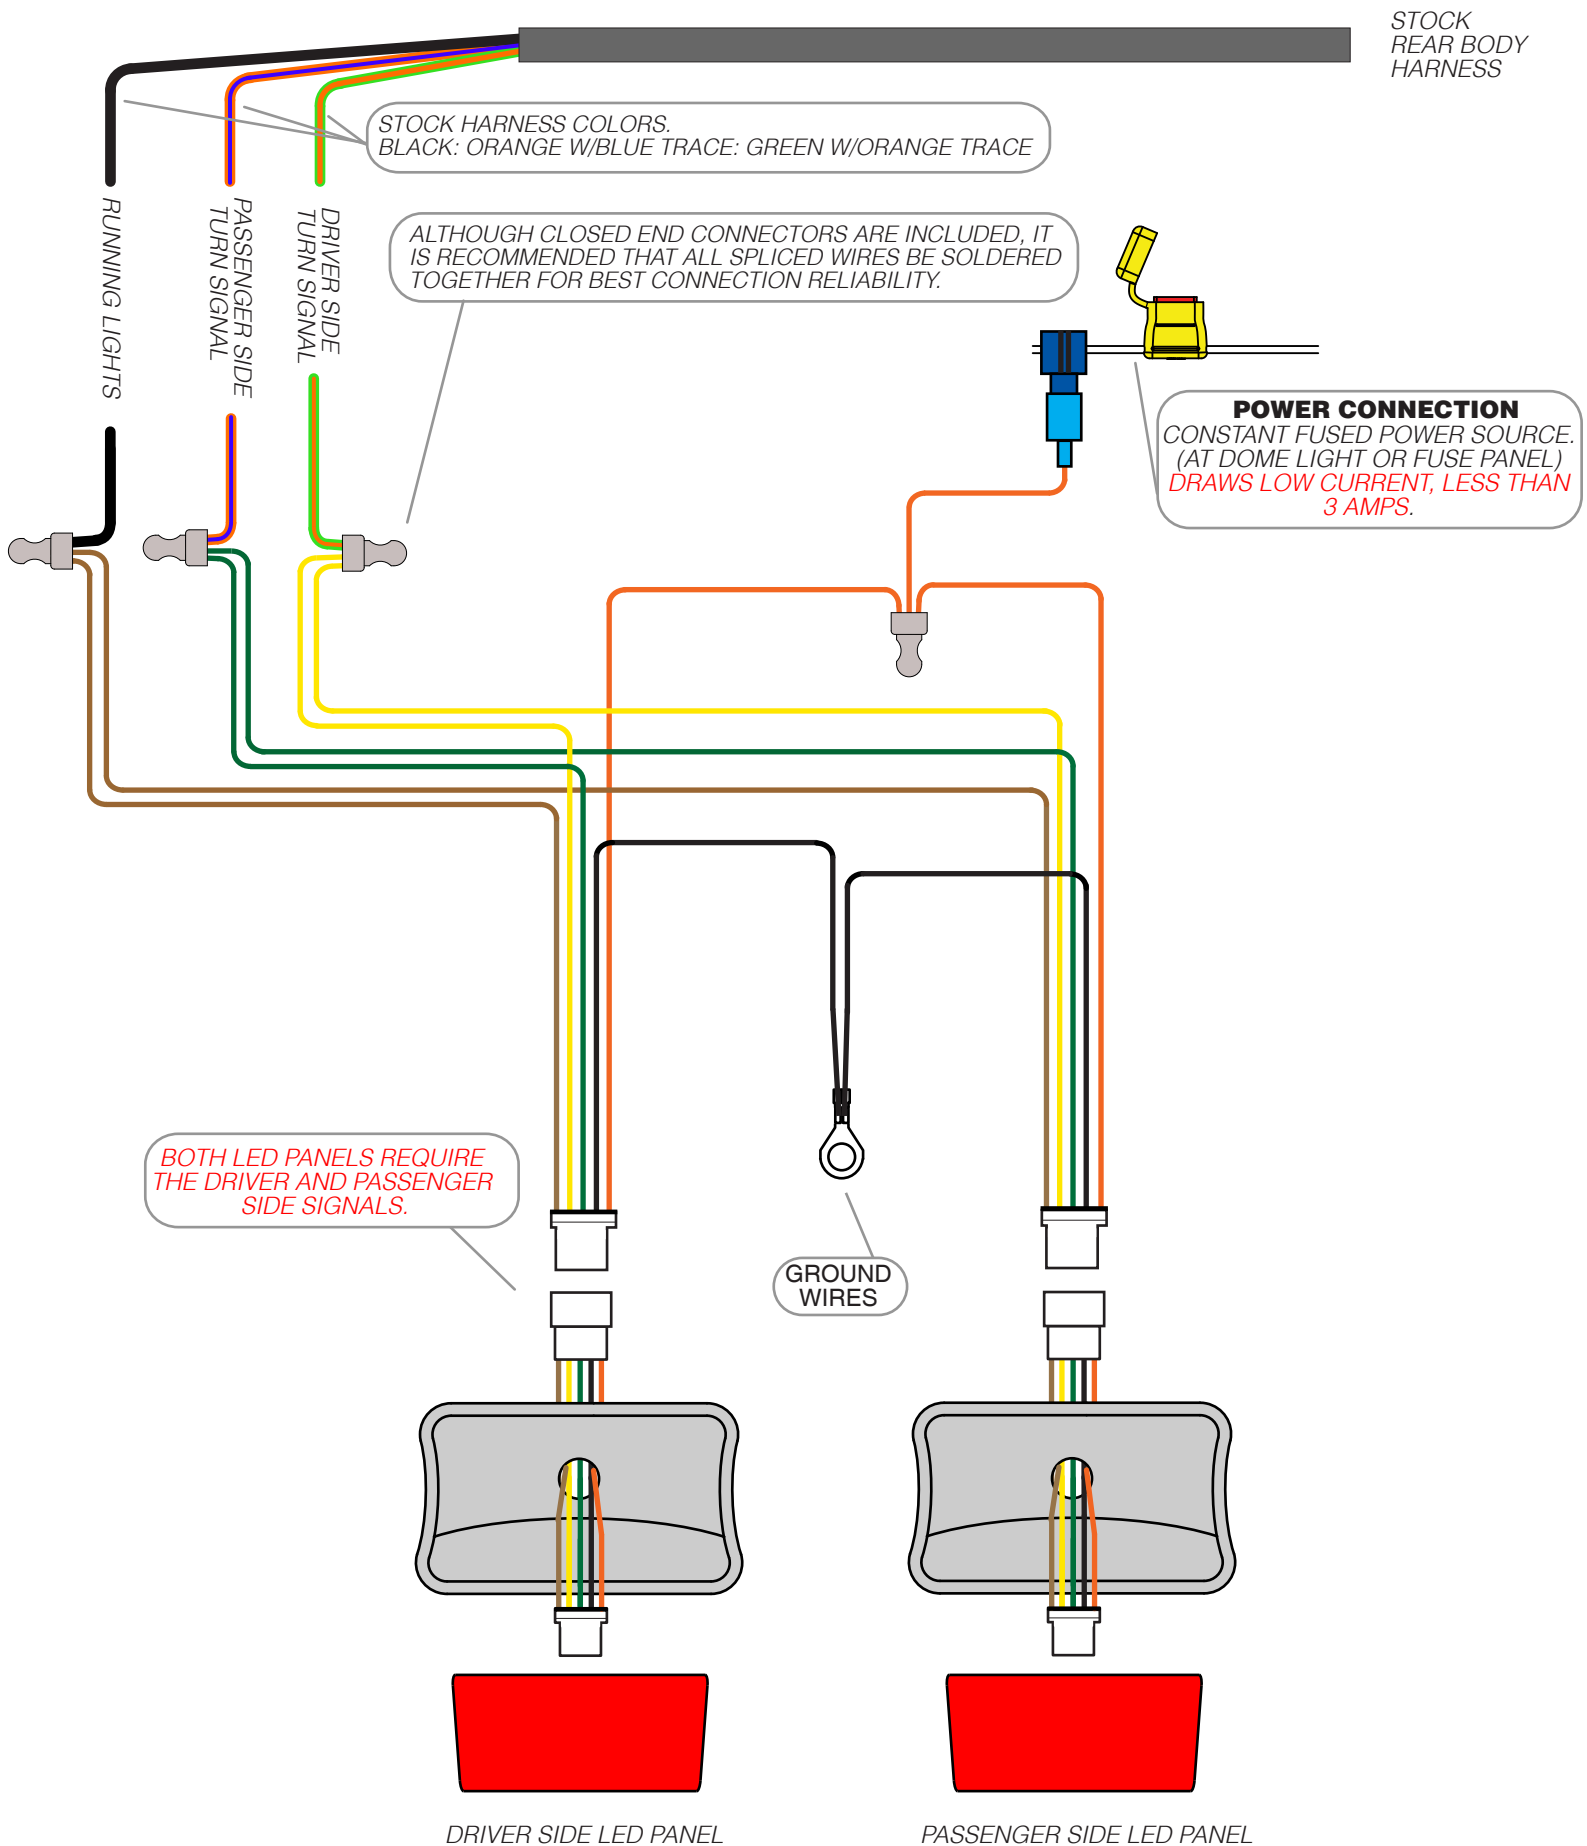 STOCK
REAR BODY
HARNESS
STOCK HARNESS COLORS.
BLACK: ORANGE W/BLUE TRACE: GREEN W/ORANGE TRACE
RUNNING LIGHTS
PASSENGER SIDE
TURN SIGNAL
DRIVER SIDE
TURN SIGNAL
ALTHOUGH CLOSED END CONNECTORS ARE INCLUDED, IT
IS RECOMMENDED THAT ALL SPLICED WIRES BE SOLDERED
TOGETHER FOR BEST CONNECTION RELIABILITY.
POWER CONNECTION
CONSTANT FUSED POWER SOURCE.
(AT DOME LIGHT OR FUSE PANEL)
DRAWS LOW CURRENT, LESS THAN
3 AMPS.
BOTH LED PANELS REQUIRE
THE DRIVER AND PASSENGER
SIDE SIGNALS.
GROUND
WIRES
DRIVER SIDE LED PANEL
PASSENGER SIDE LED PANEL